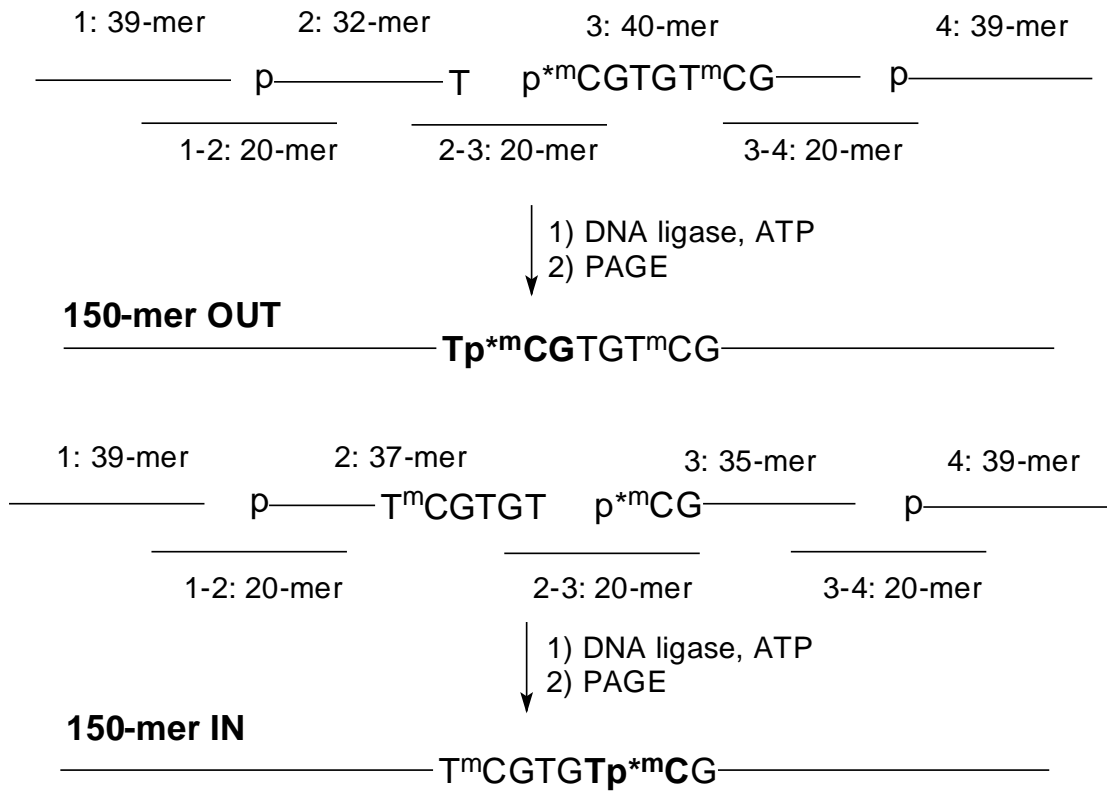 1: 39-mer 2: 32-mer 3: 40-mer 4: 39-mer
p T p*ᵐCGTGTᵐCG p
1-2: 20-mer 2-3: 20-mer 3-4: 20-mer
1) DNA ligase, ATP
2) PAGE
150-mer OUT
Tp*ᵐCGTGTᵐCG
1: 39-mer 2: 37-mer 3: 35-mer 4: 39-mer
p TᵐCGTGT p*ᵐCG p
1-2: 20-mer 2-3: 20-mer 3-4: 20-mer
1) DNA ligase, ATP
2) PAGE
150-mer IN
TᵐCGTGTp*ᵐCG